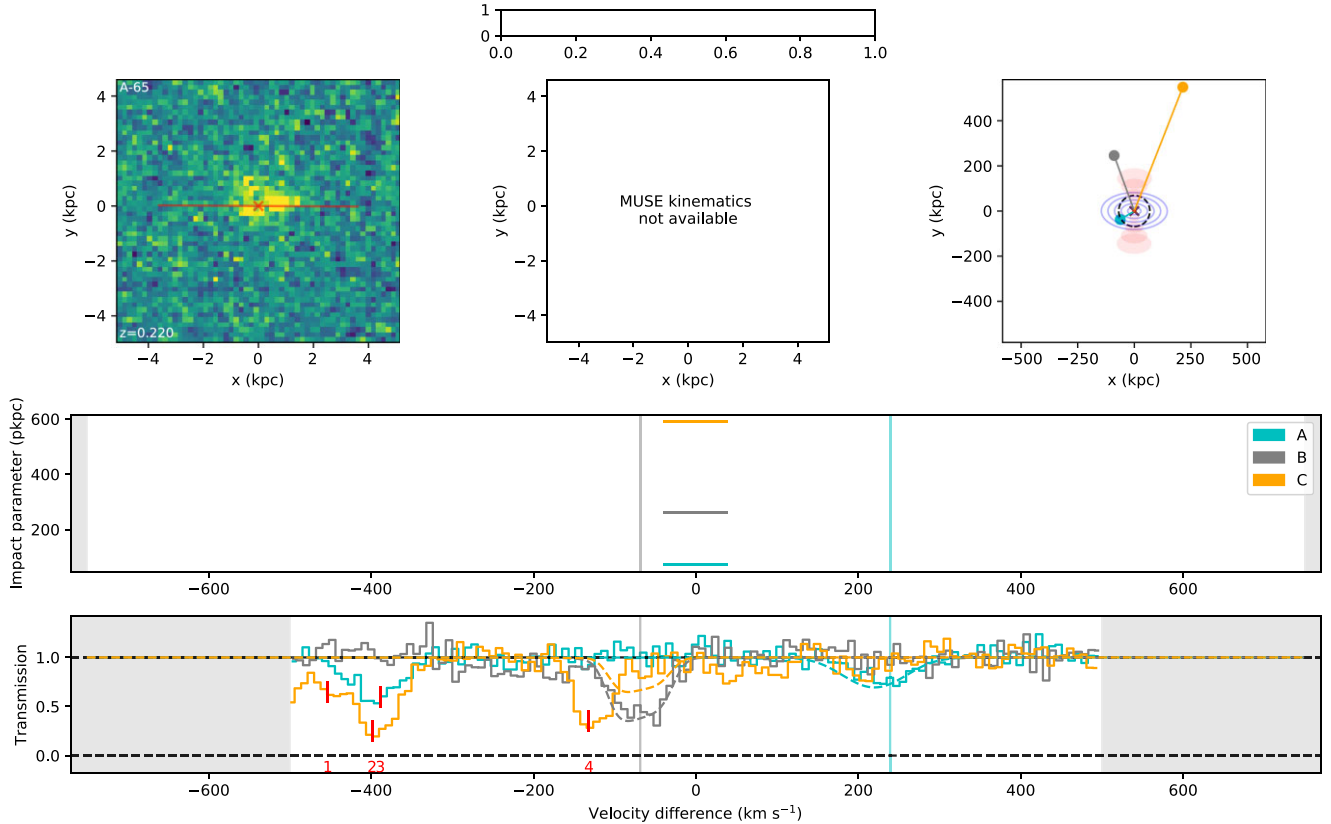 1
0
0.0 0.2 0.4 0.6 0.8 1.0
A-65
z=0.220
y (kpc)
4
2
0
−2
−4
−4 −2 0 2 4
x (kpc)
MUSE kinematics
not available
y (kpc)
4
2
0
−2
−4
−4 −2 0 2 4
x (kpc)
y (kpc)
400
200
0
−200
−400
−500 −250 0 250 500
x (kpc)
Impact parameter (pkpc)
600
400
200
−600 −400 −200 0 200 400 600
A
B
C
Transmission
1.0
0.5
0.0
1 23 4
−600 −400 −200 0 200 400 600
Velocity difference (km s⁻¹)